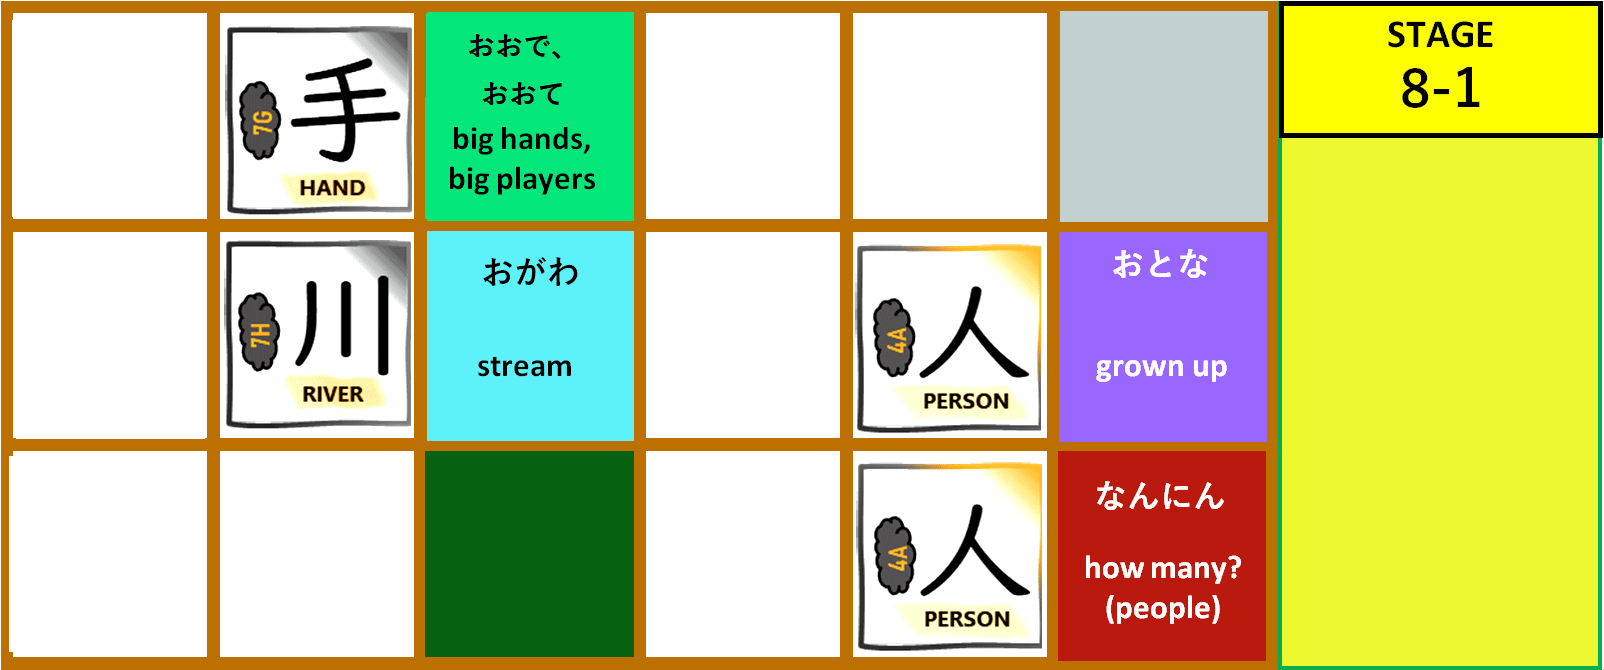 手
7G
HAND
おおで、
おおて
big hands,
big players
STAGE
8-1
川
7H
RIVER
おがわ
stream
人
4A
PERSON
おとな
grown up
人
4A
PERSON
なんにん
how many?
(people)